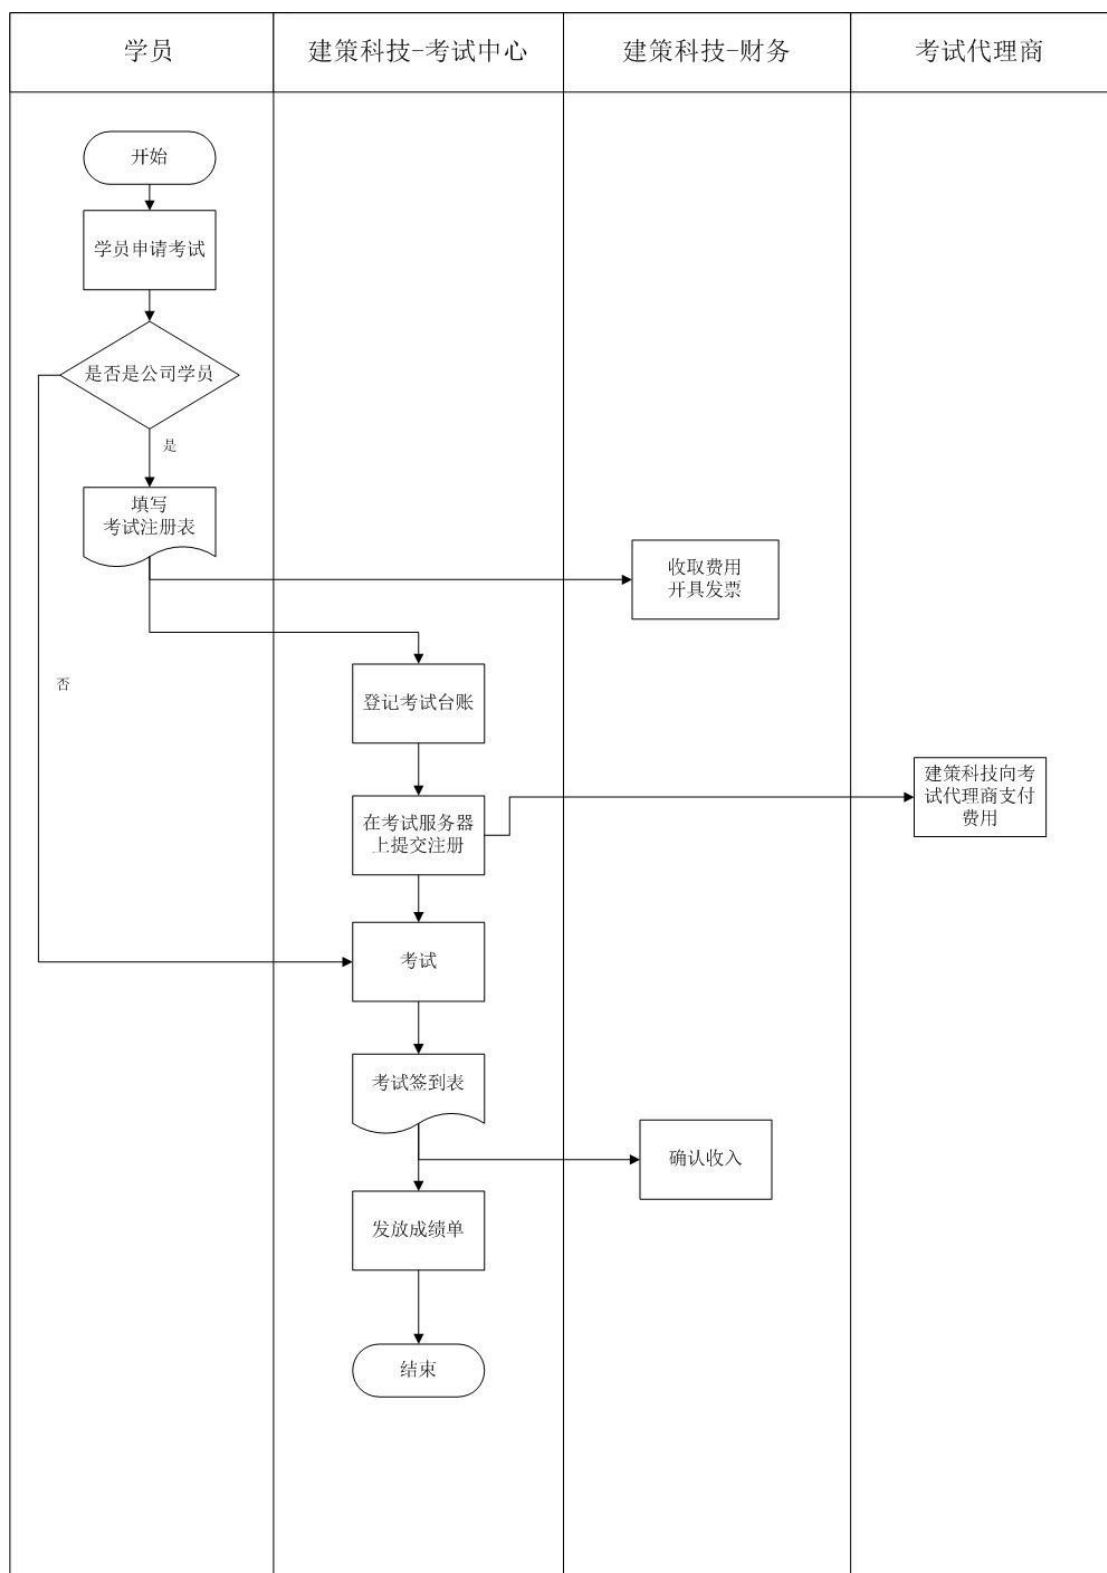 学员
建策科技-考试中心
建策科技-财务
考试代理商
开始
学员申请考试
是否是公司学员
是
填写
考试注册表
收取费用
开具发票
否
登记考试台账
建策科技向考
试代理商支付
费用
在考试服务器
上提交注册
考试
考试签到表
确认收入
发放成绩单
结束